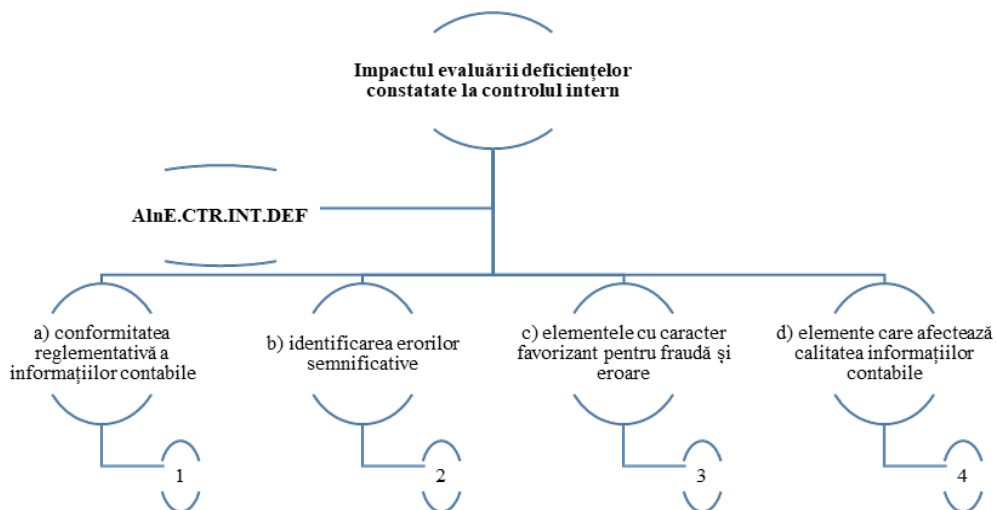 Impactul evaluării deficiențelor
constatate la controlul intern
AlnE.CTR.INT.DEF
a) conformitatea
reglementativă a
informațiilor contabile
b) identificarea erorilor
semnificative
c) elementele cu caracter
favorizant pentru fraudă și
eroare
d) elemente care afectează
calitatea informațiilor
contabile
1
2
3
4